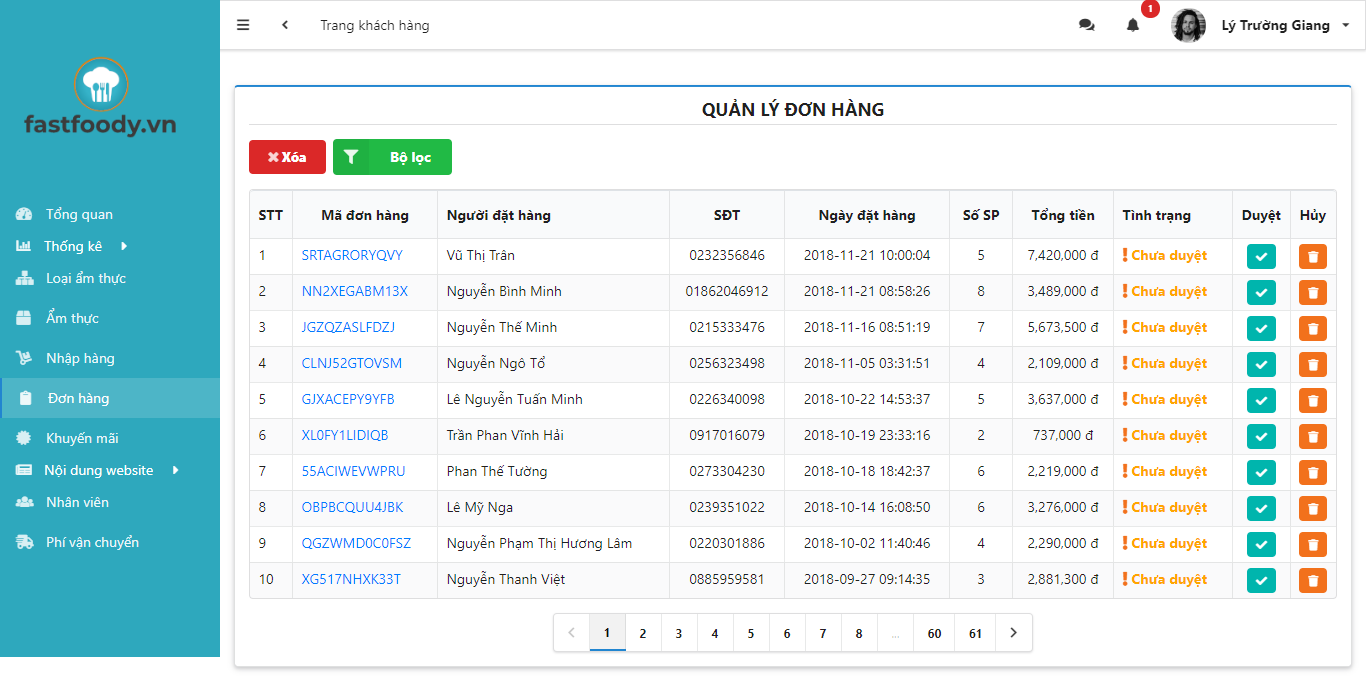 Trang khách hàng
1
Lý Trường Giang
fastfoody.vn
Tổng quan
Thống kê
Loại ẩm thực
Ẩm thực
Nhập hàng
Đơn hàng
Khuyến mãi
Nội dung website
Nhân viên
Phí vận chuyển
QUẢN LÝ ĐƠN HÀNG
Xóa Bộ lọc
STT Mã đơn hàng Người đặt hàng SĐT Ngày đặt hàng Số SP Tổng tiền Tình trạng Duyệt Hủy
1 SRTAGRORYQVY Vũ Thị Trân 0232356846 2018-11-21 10:00:04 5 7,420,000 đ Chưa duyệt
2 NN2XEGABM13X Nguyễn Bình Minh 01862046912 2018-11-21 08:58:26 8 3,489,000 đ Chưa duyệt
3 JGZQZASLFDZJ Nguyễn Thế Minh 0215333476 2018-11-16 08:51:19 7 5,673,500 đ Chưa duyệt
4 CLNJ52GTOVSM Nguyễn Ngô Tổ 0256323498 2018-11-05 03:31:51 4 2,109,000 đ Chưa duyệt
5 GJXACEPY9YFB Lê Nguyễn Tuấn Minh 0226340098 2018-10-22 14:53:37 5 3,637,000 đ Chưa duyệt
6 XL0FY1LIDIQB Trần Phan Vĩnh Hải 0917016079 2018-10-19 23:33:16 2 737,000 đ Chưa duyệt
7 55ACIWEVWPRU Phan Thế Tường 0273304230 2018-10-18 18:42:37 6 2,219,000 đ Chưa duyệt
8 OBPBCQUU4JBK Lê Mỹ Nga 0239351022 2018-10-14 16:08:50 6 3,276,000 đ Chưa duyệt
9 QGZWMD0C0FSZ Nguyễn Phạm Thị Hương Lâm 0220301886 2018-10-02 11:40:46 4 2,290,000 đ Chưa duyệt
10 XG517NHXK33T Nguyễn Thanh Việt 0885959581 2018-09-27 09:14:35 3 2,881,300 đ Chưa duyệt
1 2 3 4 5 6 7 8 ... 60 61